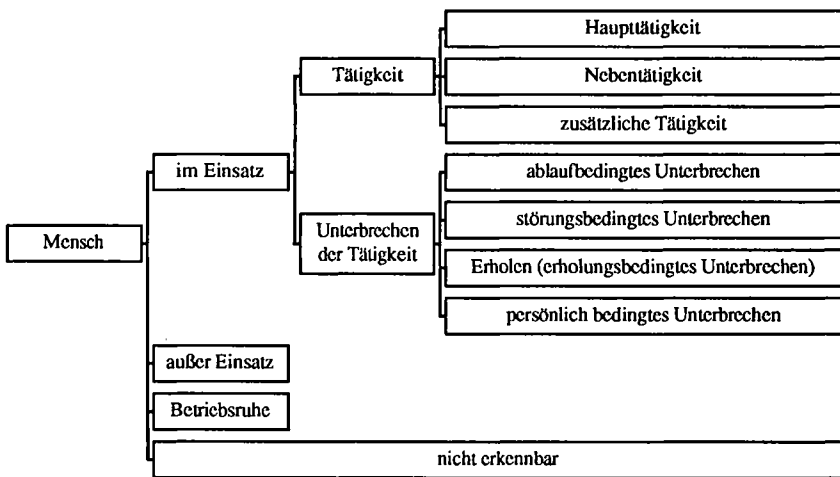 Haupttätigkeit
Tätigkeit
Nebentätigkeit
zusätzliche Tätigkeit
im Einsatz
ablaufbedingtes Unterbrechen
störungsbedingtes Unterbrechen
Mensch
Unterbrechen
der Tätigkeit
Erholen (erholungsbedingtes Unterbrechen)
persönlich bedingtes Unterbrechen
außer Einsatz
Betriebsruhe
nicht erkennbar